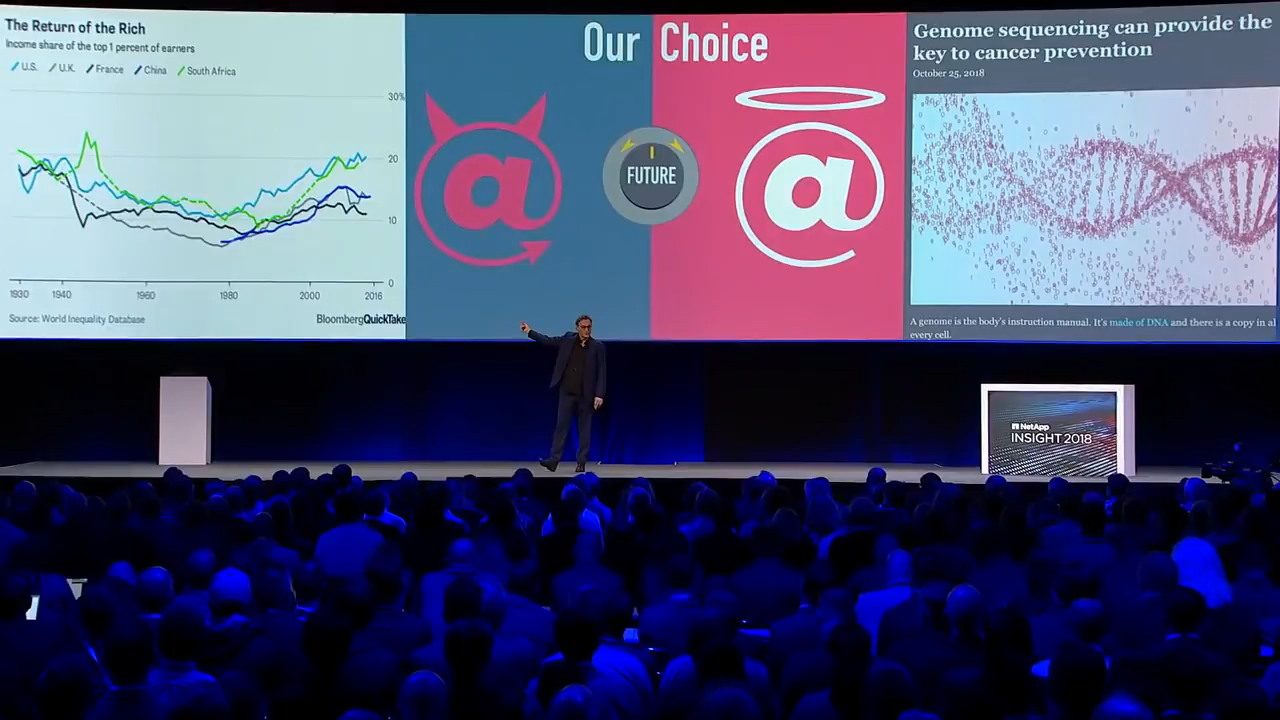 The Return of the Rich
Income share of the top 1 percent of earners
U.S. U.K. France China South Africa
30%
20
10
0
1930 1940 1960 1980 2000 2016
Source: World Inequality Database
BloombergQuickTake
Our Choice
@
FUTURE
@
Genome sequencing can provide the
key to cancer prevention
October 25, 2018
A genome is the body's instruction manual. It's made of DNA and there is a copy in al
every cell.
NetApp
INSIGHT 2018